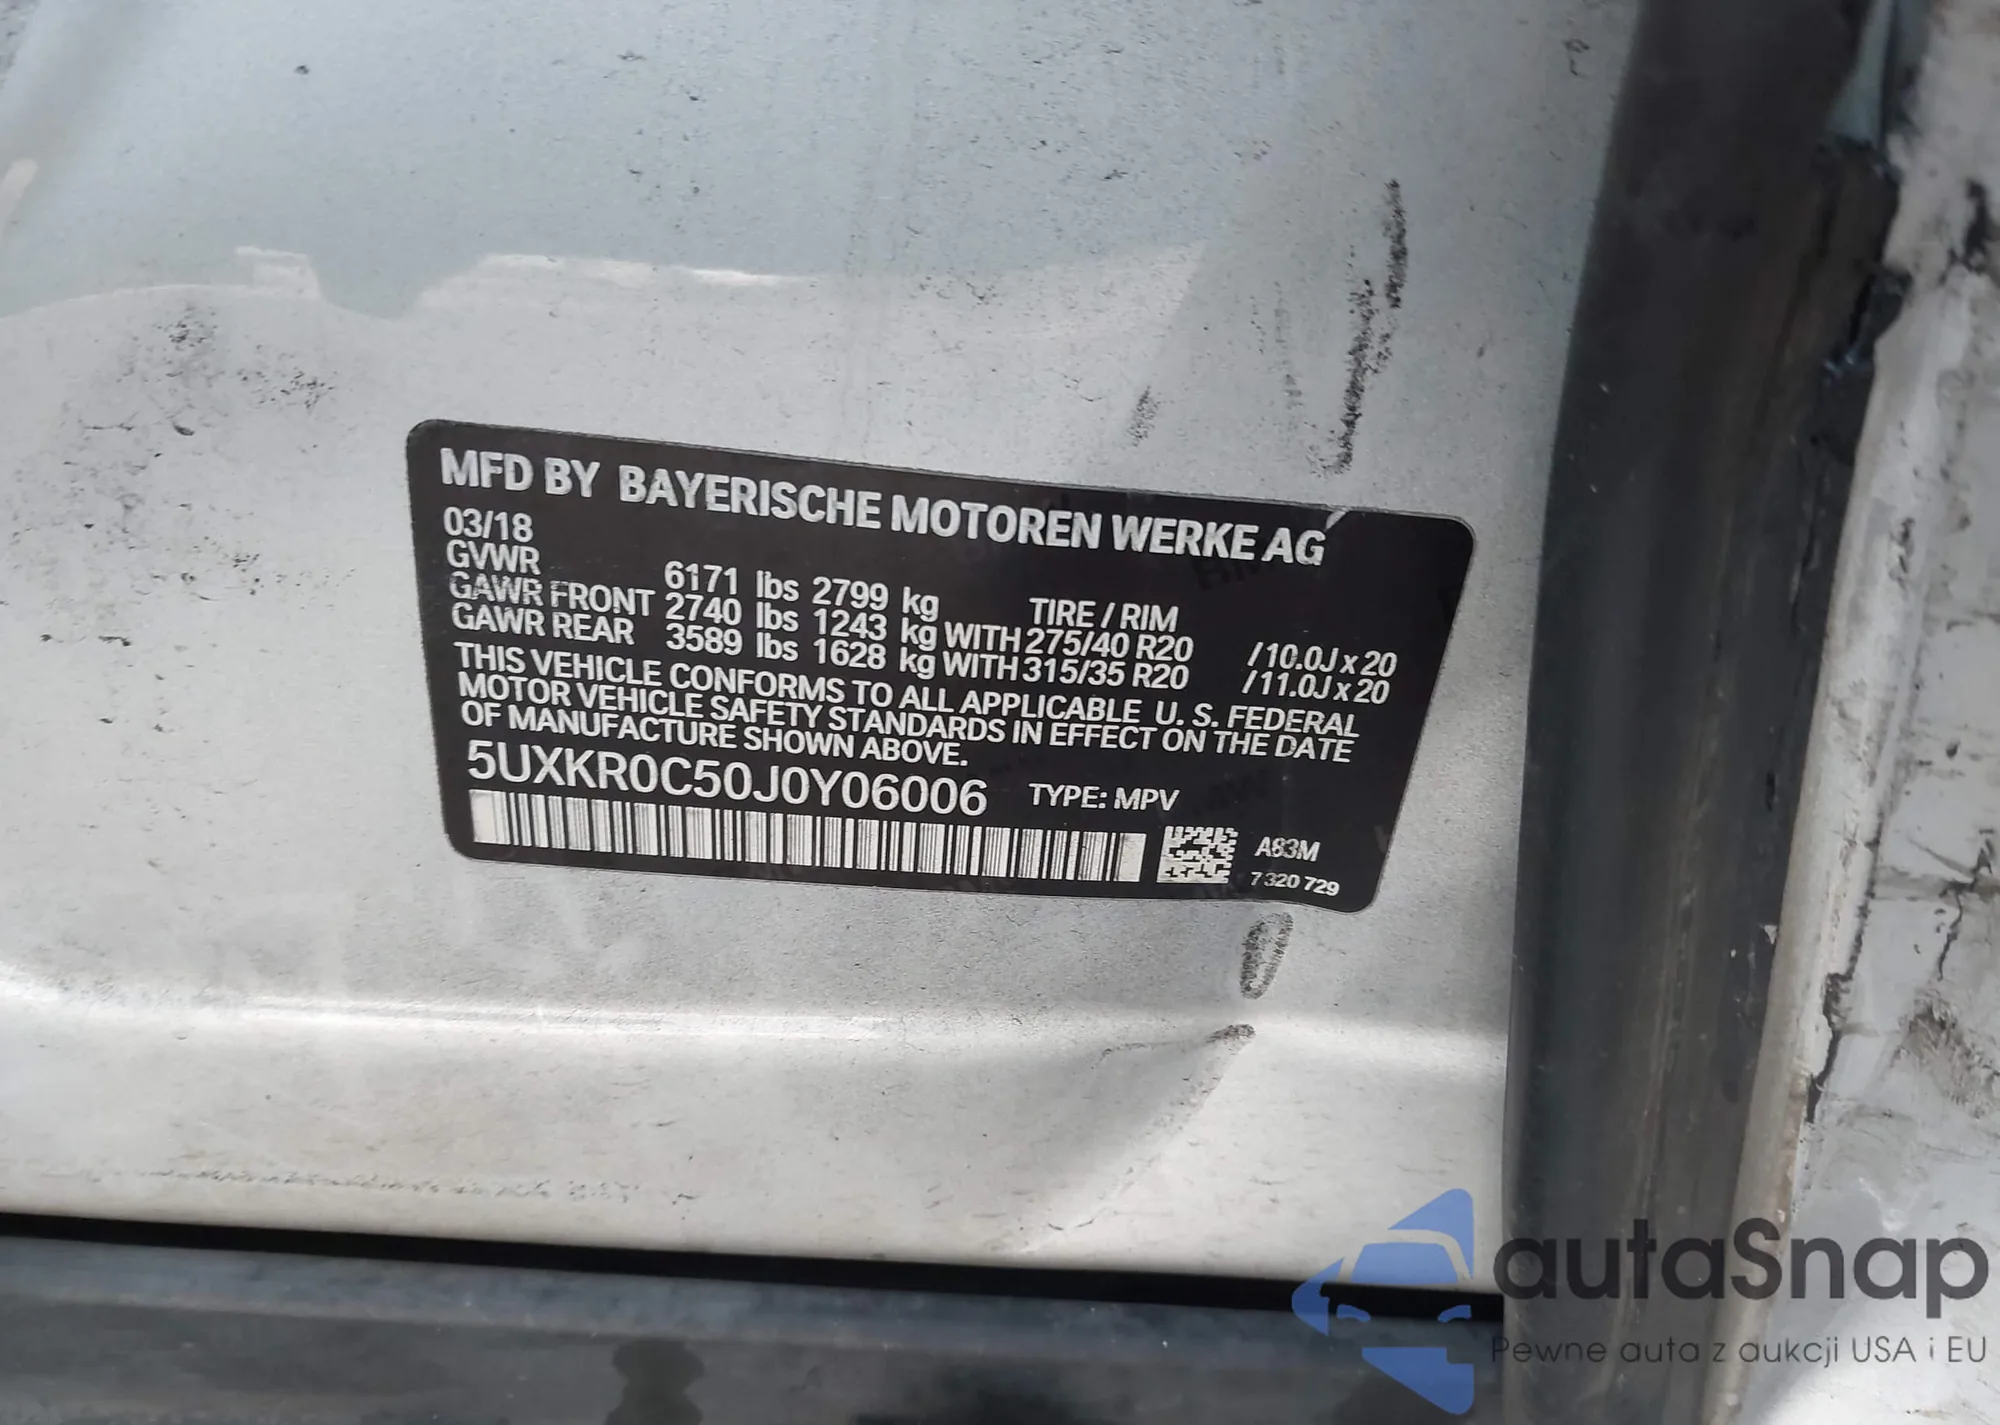 MFD BY BAYERISCHE MOTOREN WERKE AG
03/18
GVWR 6171 lbs 2799 kg TIRE / RIM
GAWR FRONT 2740 lbs 1243 kg WITH 275/40 R20 /10.0J x 20
GAWR REAR 3589 lbs 1628 kg WITH 315/35 R20 /11.0J x 20
THIS VEHICLE CONFORMS TO ALL APPLICABLE U. S. FEDERAL
MOTOR VEHICLE SAFETY STANDARDS IN EFFECT ON THE DATE
OF MANUFACTURE SHOWN ABOVE.
5UXKR0C50J0Y06006 TYPE: MPV
A83M
7 320 729
autaSnap
Pewne auta z aukcji USA i EU